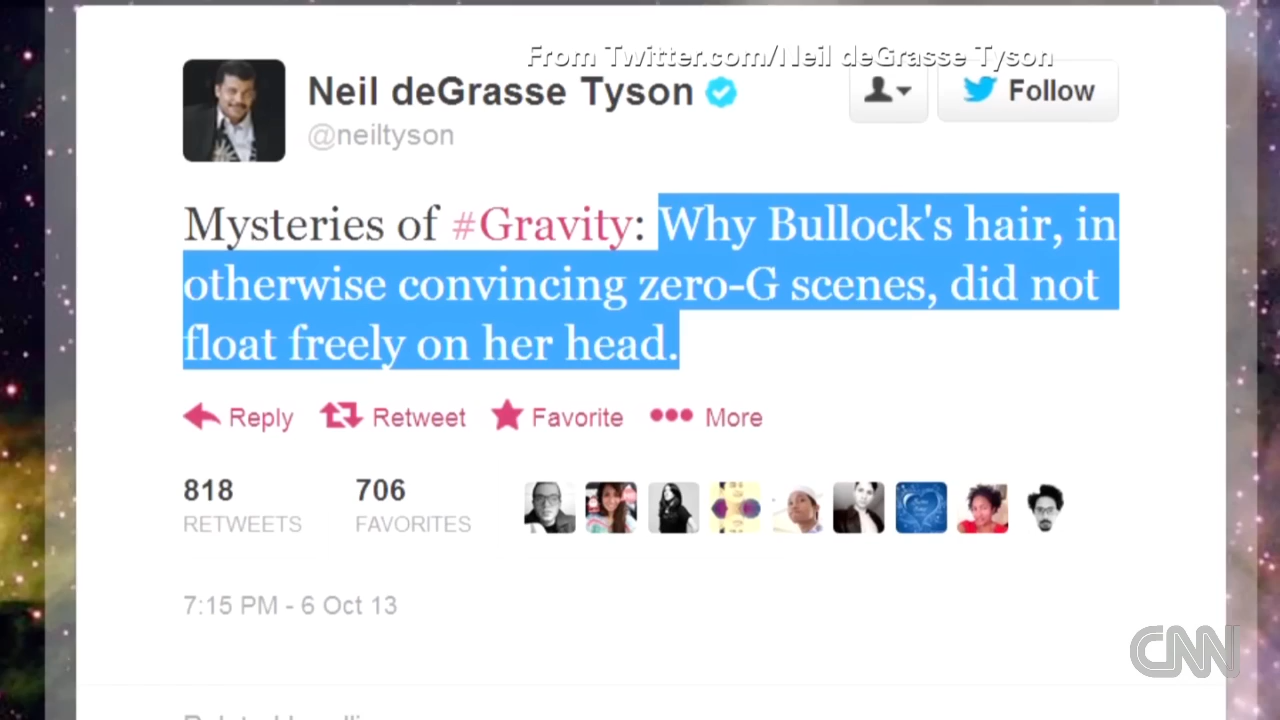 From Twitter.com/Neil deGrasse Tyson
Neil deGrasse Tyson
Follow
@neiltyson
Mysteries of #Gravity: Why Bullock's hair, in
otherwise convincing zero-G scenes, did not
float freely on her head.
Reply Retweet Favorite More
818 706
RETWEETS FAVORITES
7:15 PM - 6 Oct 13
CNN